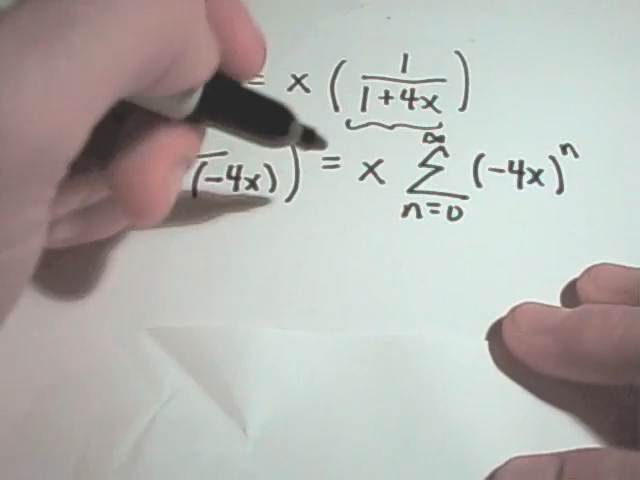 = x ( 1 / 1+4x )
(-4x) ) = x ∞ Σ n=0 (-4x)^n